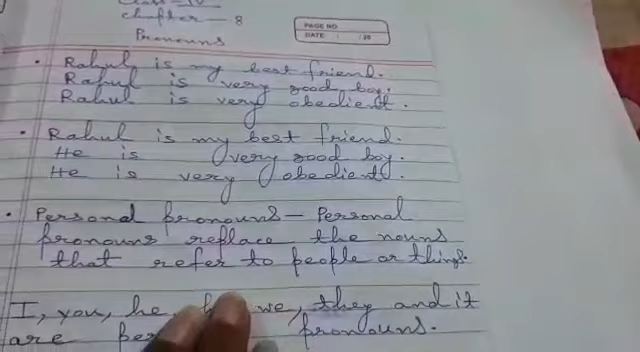 chapter - 8
PAGE NO
DATE : / /20
Pronouns
• Rahul is my best friend.
Rahul is very good boy.
Rahul is very obedient.
• Rahul is my best friend.
He is very good boy.
He is very obedient.
• Personal pronouns - Personal
pronouns replace the nouns
that refer to people or things.
I, you, he, we, they and it
are pronouns.